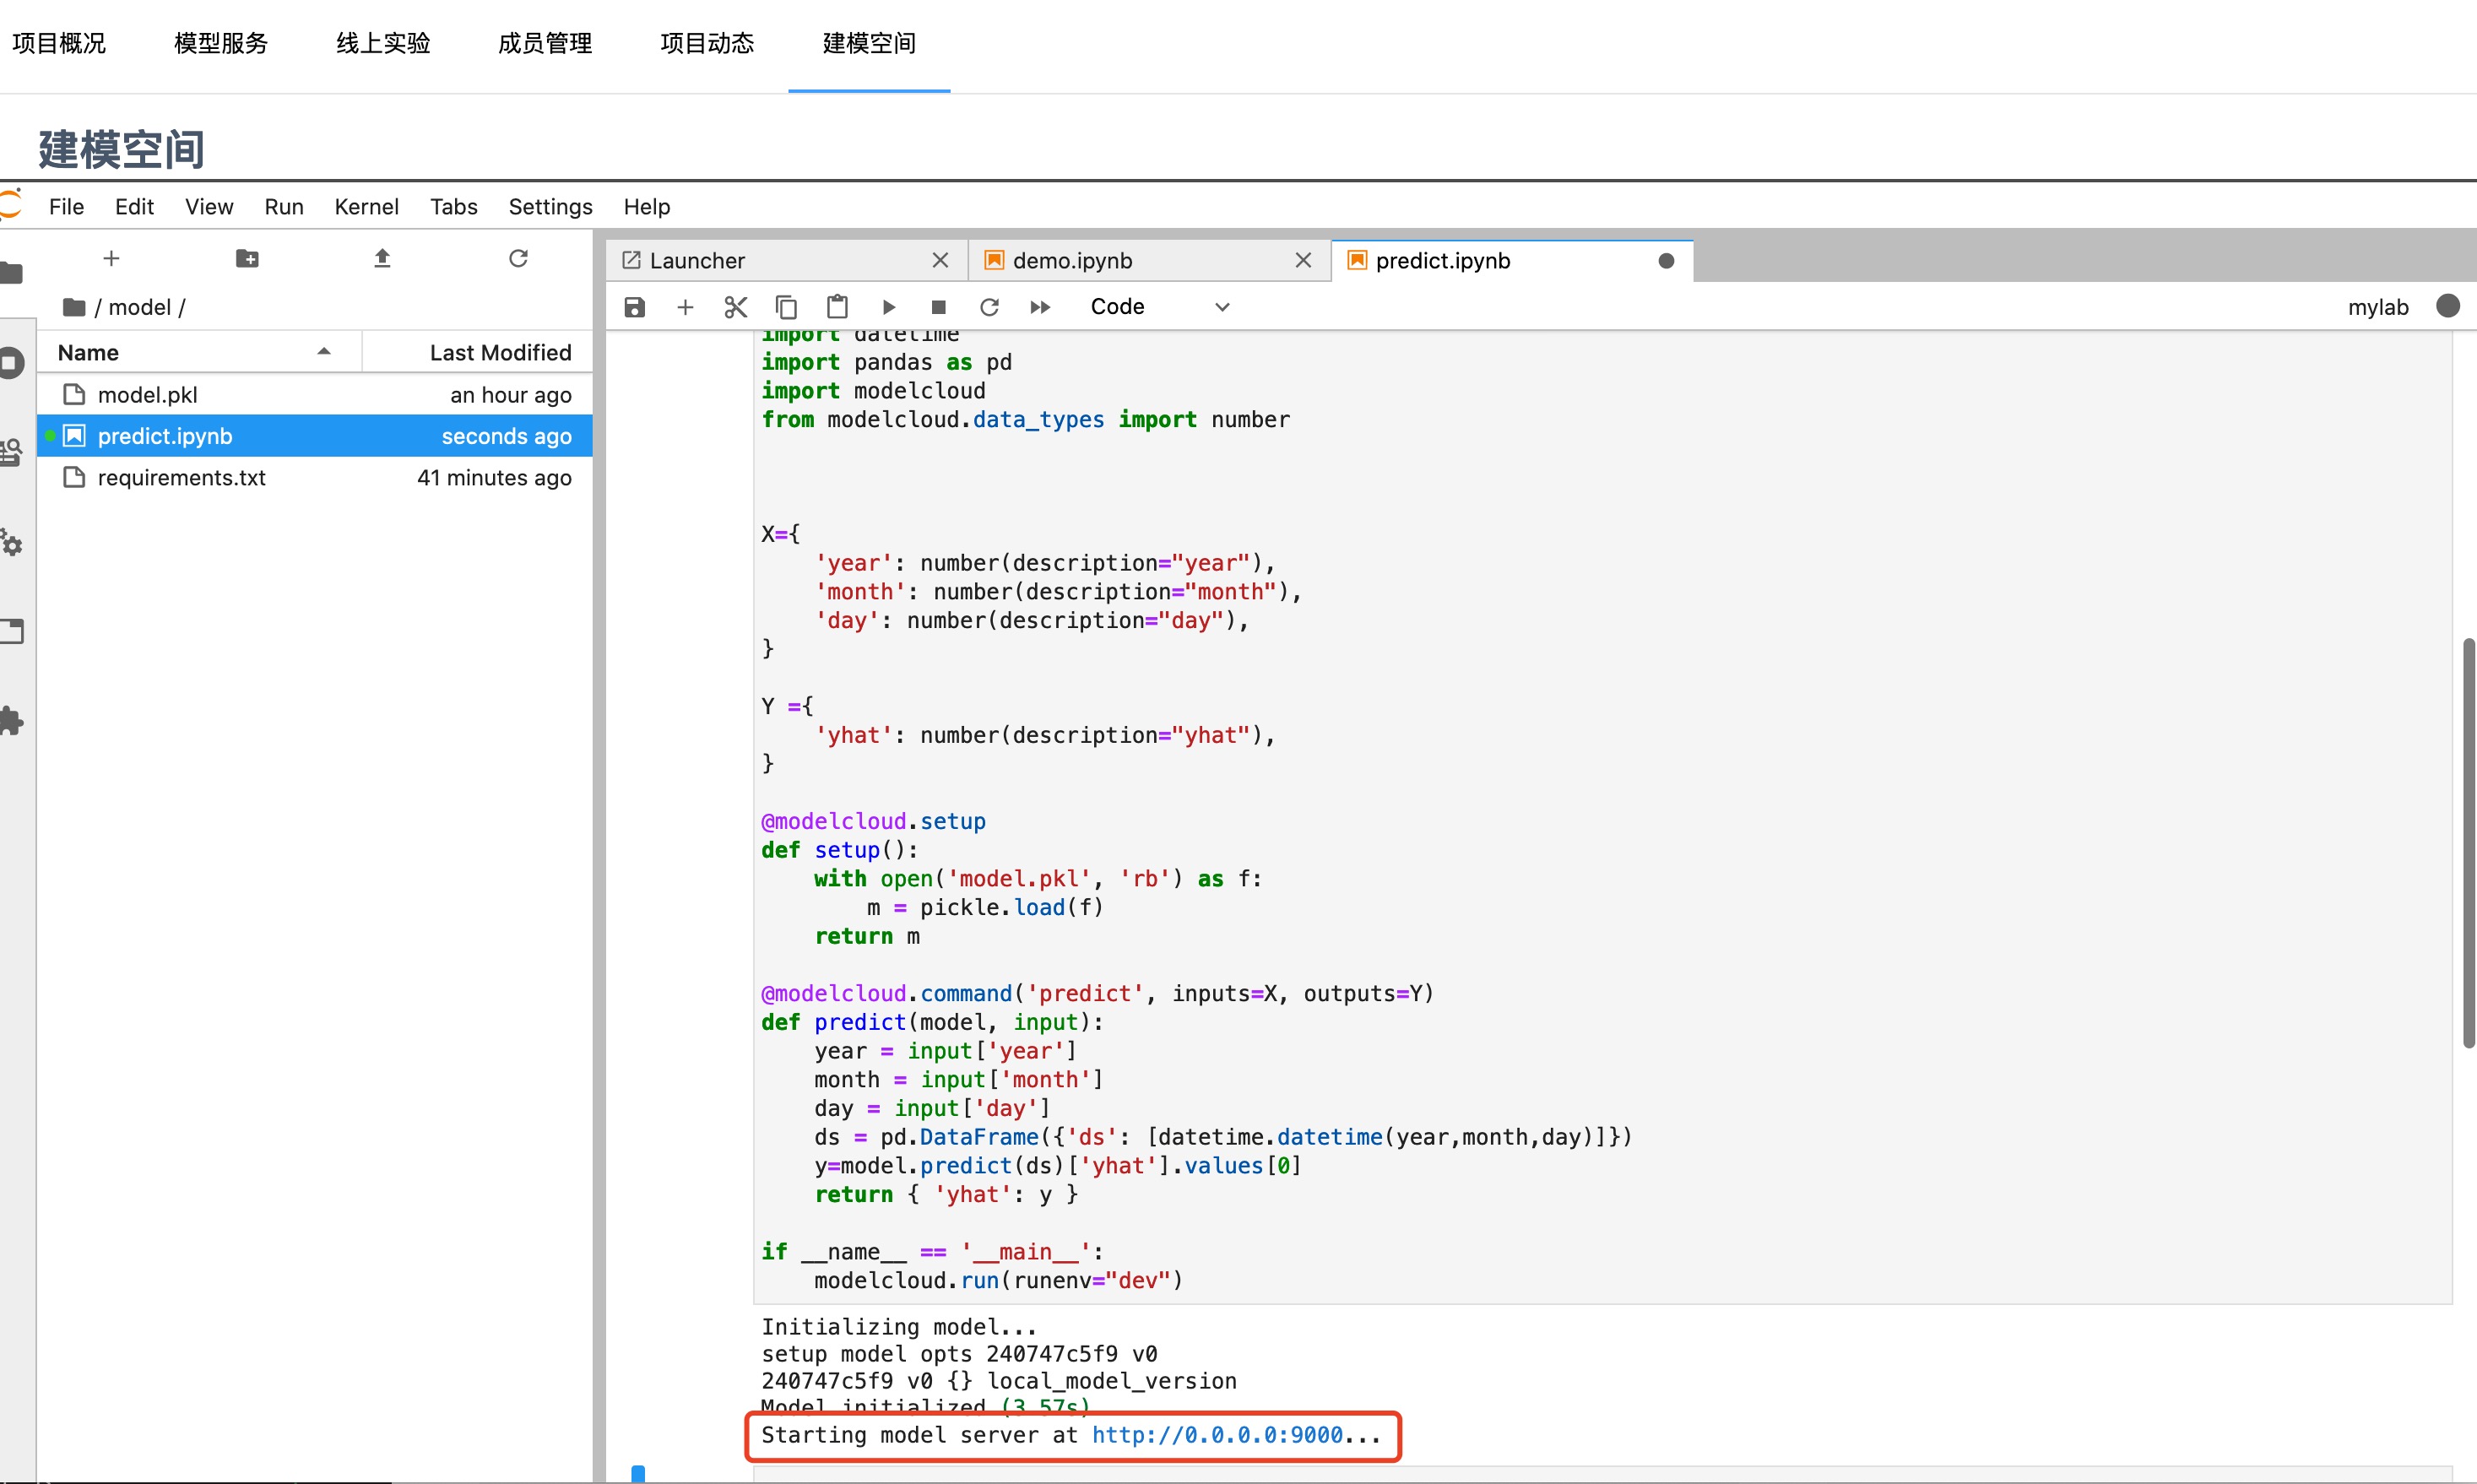 项目概况 模型服务 线上实验 成员管理 项目动态 建模空间
建模空间
File Edit View Run Kernel Tabs Settings Help
/ model /
Name Last Modified
model.pkl an hour ago
predict.ipynb seconds ago
requirements.txt 41 minutes ago
Launcher demo.ipynb predict.ipynb
Code mylab
import datetime
import pandas as pd
import modelcloud
from modelcloud.data_types import number
X={
    'year': number(description="year"),
    'month': number(description="month"),
    'day': number(description="day"),
}
Y ={
    'yhat': number(description="yhat"),
}
@modelcloud.setup
def setup():
    with open('model.pkl', 'rb') as f:
        m = pickle.load(f)
    return m
@modelcloud.command('predict', inputs=X, outputs=Y)
def predict(model, input):
    year = input['year']
    month = input['month']
    day = input['day']
    ds = pd.DataFrame({'ds': [datetime.datetime(year,month,day)]})
    y=model.predict(ds)['yhat'].values[0]
    return { 'yhat': y }
if __name__ == '__main__':
    modelcloud.run(runenv="dev")
Initializing model...
setup model opts 240747c5f9 v0
240747c5f9 v0 {} local_model_version
Model initialized (3.57s)
Starting model server at http://0.0.0.0:9000...